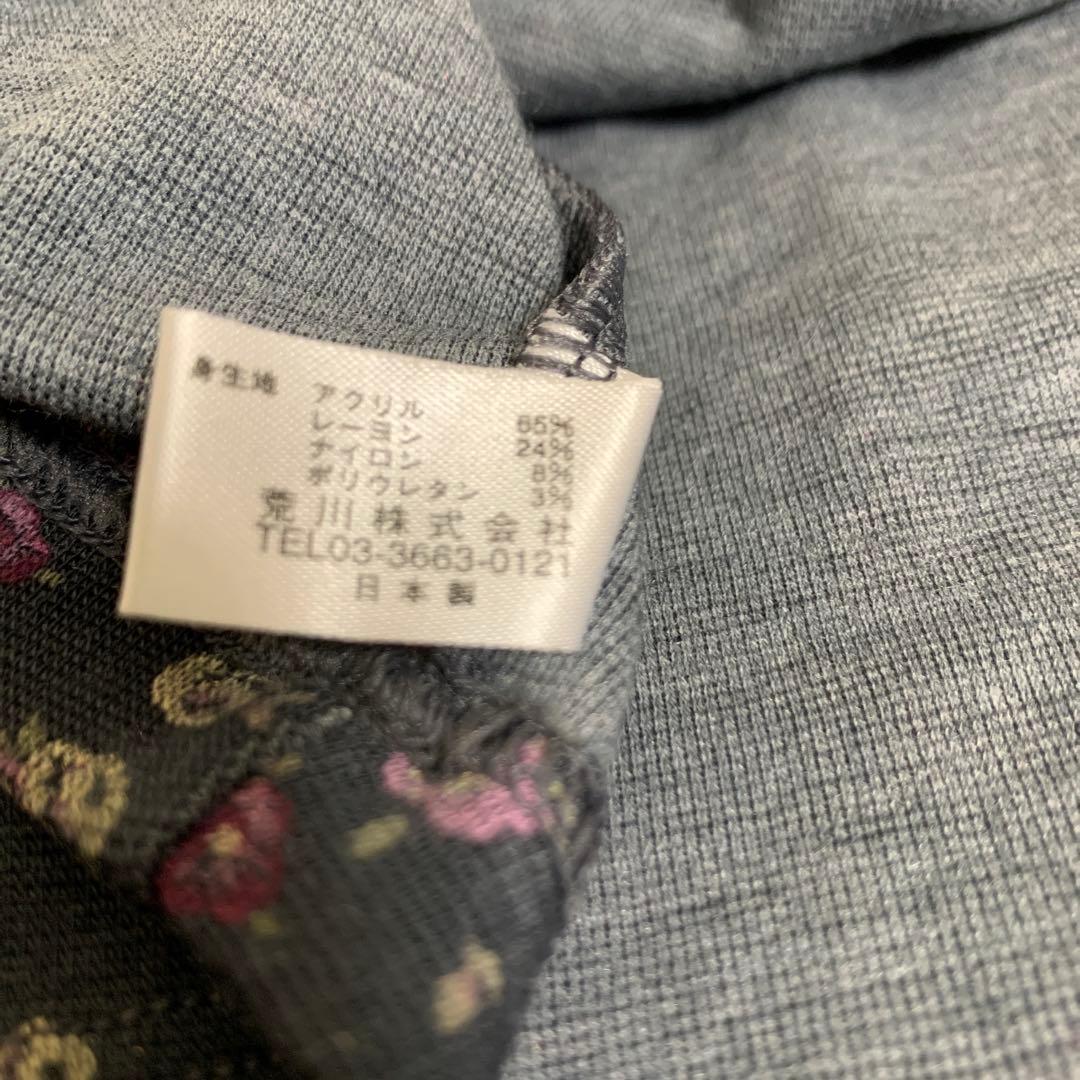 身生地 アクリル 65%
レーヨン 24%
ナイロン 8%
ポリウレタン 3%
荒川株式会社
TEL03-3663-0121
日本製